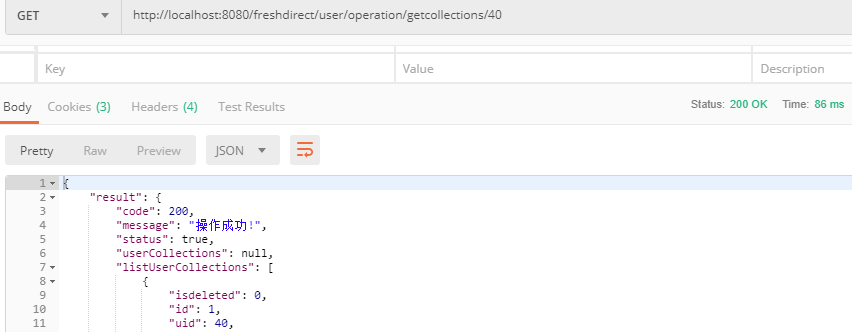 GET http://localhost:8080/freshdirect/user/operation/getcollections/40
Key Value Description
Body Cookies (3) Headers (4) Test Results Status: 200 OK Time: 86 ms
Pretty Raw Preview JSON
1 {
2 "result": {
3 "code": 200,
4 "message": "操作成功!",
5 "status": true,
6 "userCollections": null,
7 "listUserCollections": [
8 {
9 "isdeleted": 0,
10 "id": 1,
11 "uid": 40,